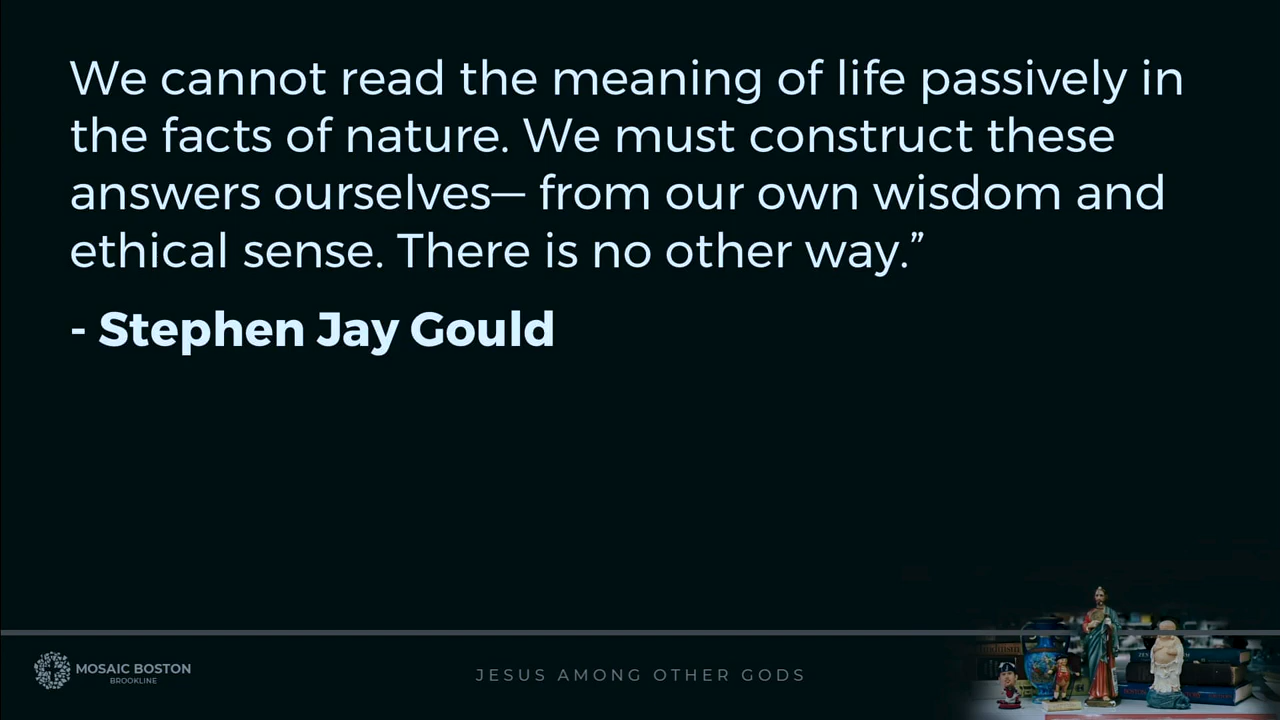 We cannot read the meaning of life passively in
the facts of nature. We must construct these
answers ourselves— from our own wisdom and
ethical sense. There is no other way.”
- Stephen Jay Gould
MOSAIC BOSTON
BROOKLINE
JESUS AMONG OTHER GODS